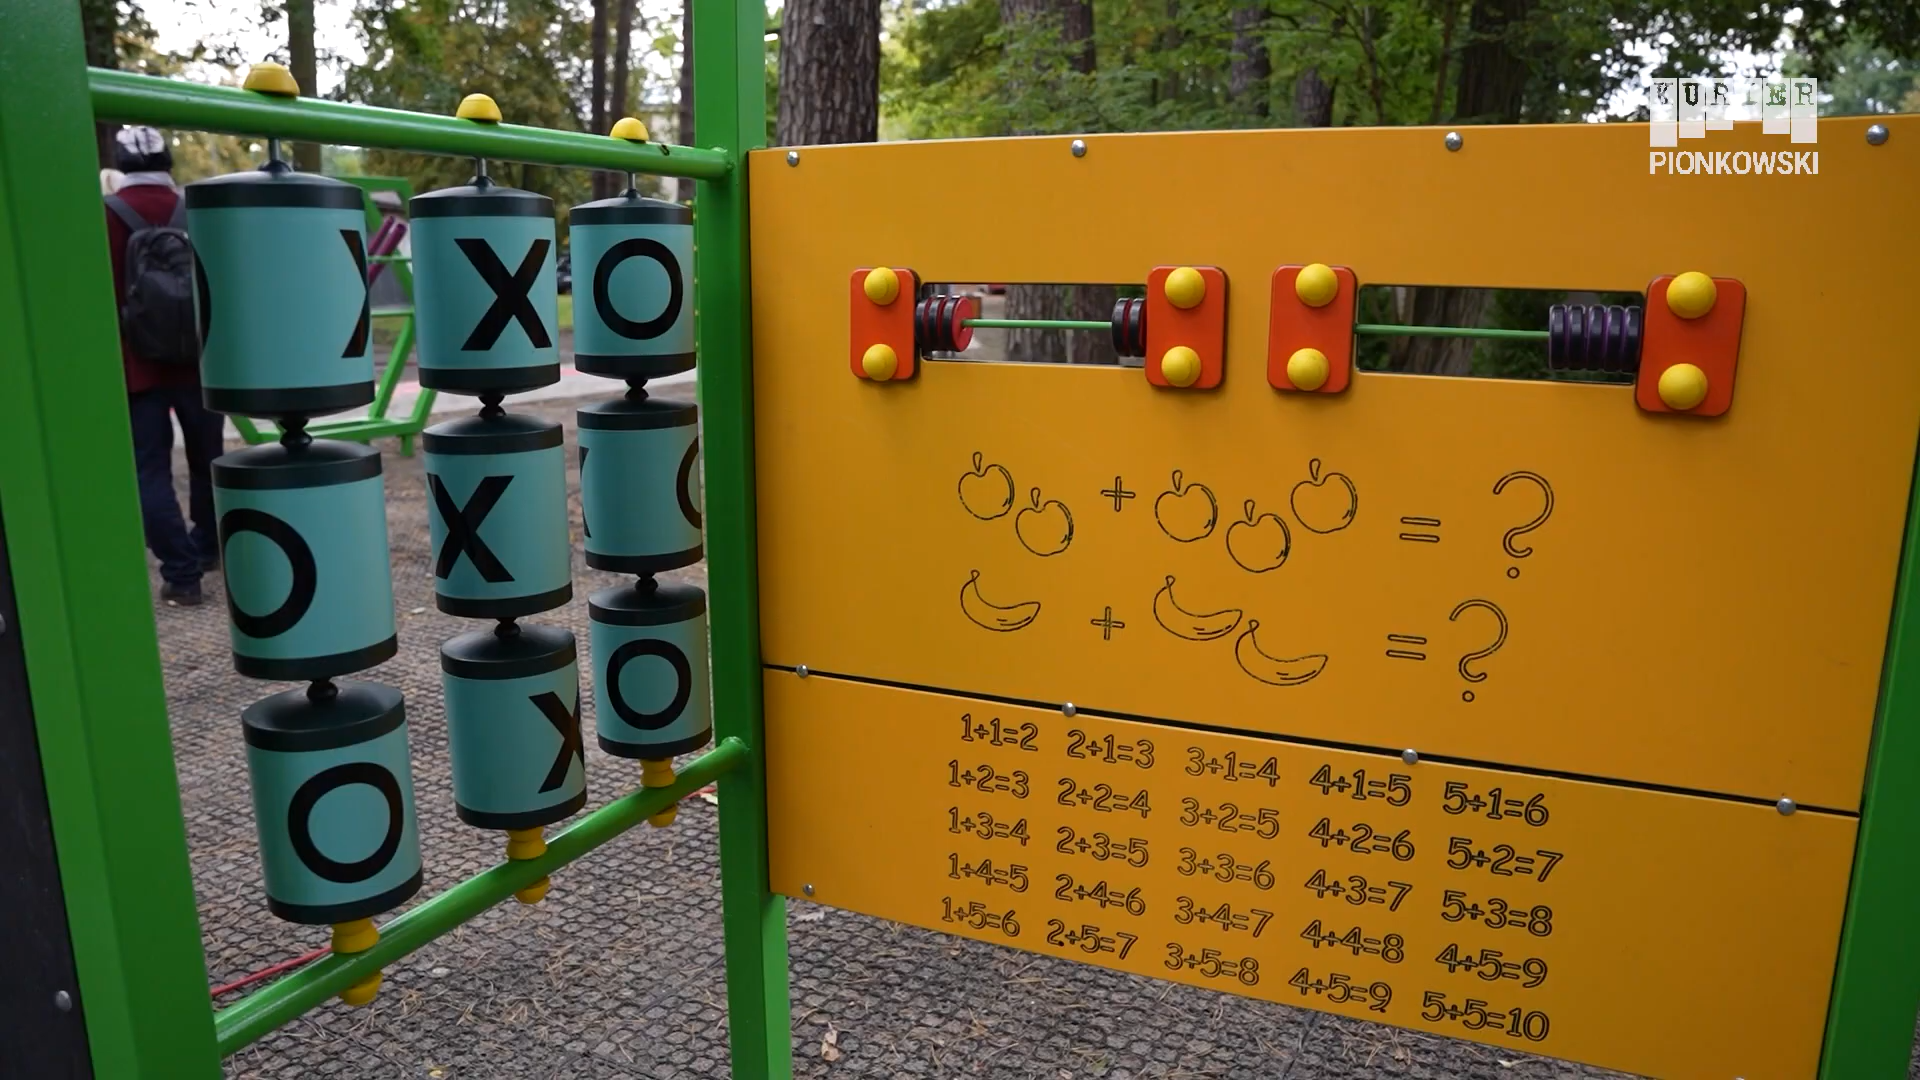 KURIER
PIONKOWSKI
X X O
O X X O
O X O
+ = ?
+ = ?
1+1=2 2+1=3 3+1=4 4+1=5 5+1=6
1+2=3 2+2=4 3+2=5 4+2=6 5+2=7
1+3=4 2+3=5 3+3=6 4+3=7 5+3=8
1+4=5 2+4=6 3+4=7 4+4=8 4+5=9
1+5=6 2+5=7 3+5=8 4+5=9 5+5=10